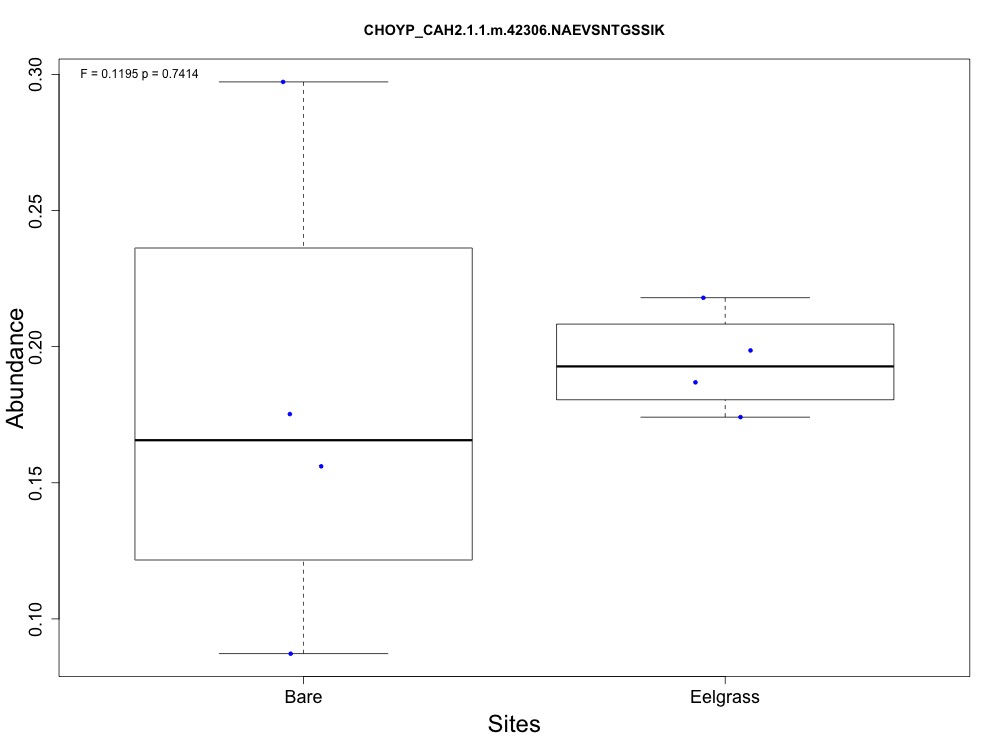 CHOYP_CAH2.1.1.m.42306.NAEVSNTGSSIK
F = 0.1195 p = 0.7414
0.30
0.25
0.20
0.15
0.10
Abundance
Bare
Eelgrass
Sites